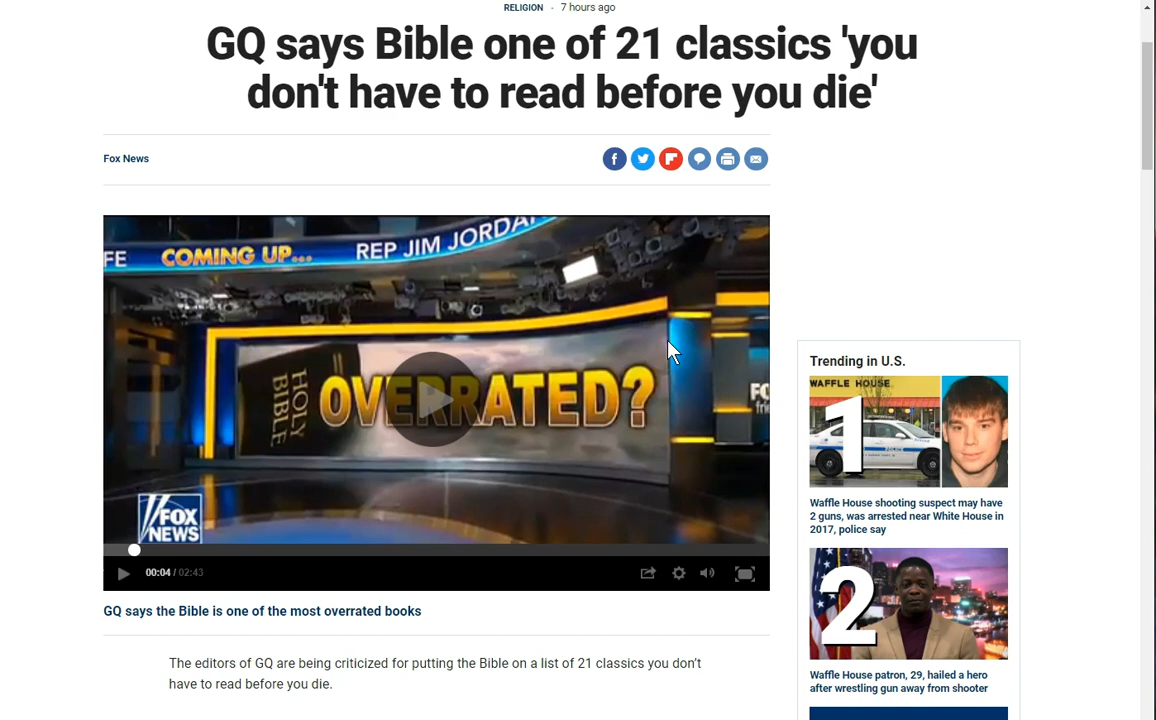 RELIGION · 7 hours ago
GQ says Bible one of 21 classics 'you
don't have to read before you die'
Fox News
FE COMING UP... REP JIM JORDAN
HOLY
BIBLE
OVERRATED?
FOX
NEWS
00:04 / 02:43
GQ says the Bible is one of the most overrated books
The editors of GQ are being criticized for putting the Bible on a list of 21 classics you don't
have to read before you die.
Trending in U.S.
WAFFLE HOUSE
1
POLICE
Waffle House shooting suspect may have
2 guns, was arrested near White House in
2017, police say
2
Waffle House patron, 29, hailed a hero
after wrestling gun away from shooter